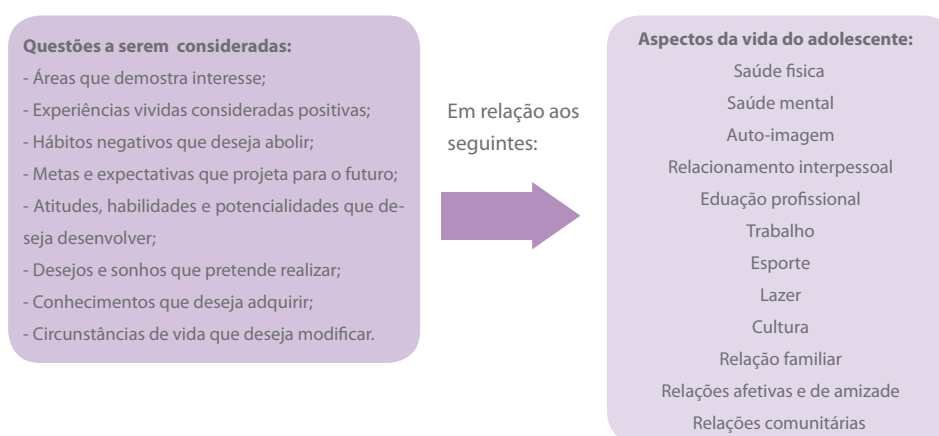 Questões a serem consideradas:
- Áreas que demostra interesse;
- Experiências vividas consideradas positivas;
- Hábitos negativos que deseja abolir;
- Metas e expectativas que projeta para o futuro;
- Atitudes, habilidades e potencialidades que de-
seja desenvolver;
- Desejos e sonhos que pretende realizar;
- Conhecimentos que deseja adquirir;
- Circunstâncias de vida que deseja modificar.
Em relação aos
seguintes:
Aspectos da vida do adolescente:
Saúde física
Saúde mental
Auto-imagem
Relacionamento interpessoal
Eduação profissional
Trabalho
Esporte
Lazer
Cultura
Relação familiar
Relações afetivas e de amizade
Relações comunitárias